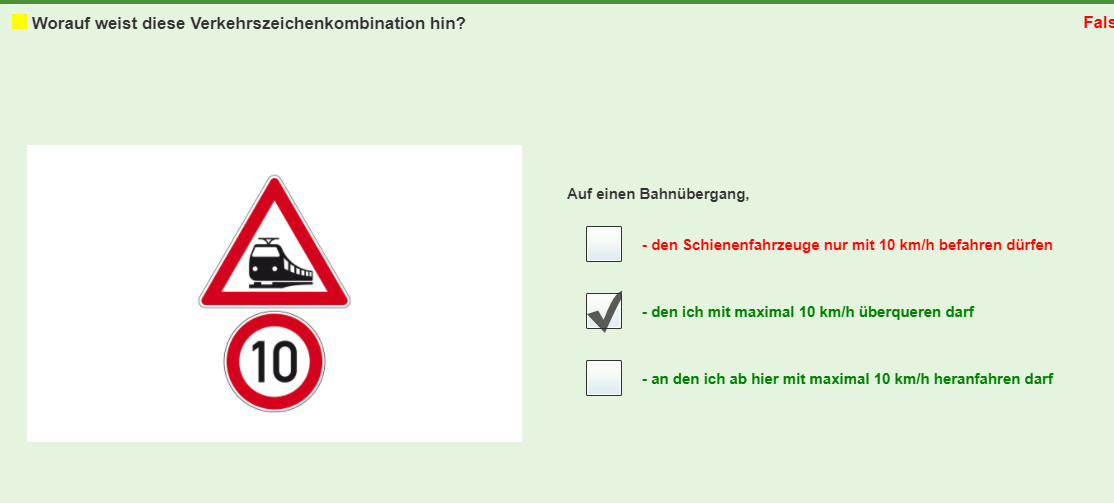 Worauf weist diese Verkehrszeichenkombination hin?
Fals
Auf einen Bahnübergang,
- den Schienenfahrzeuge nur mit 10 km/h befahren dürfen
- den ich mit maximal 10 km/h überqueren darf
- an den ich ab hier mit maximal 10 km/h heranfahren darf
10